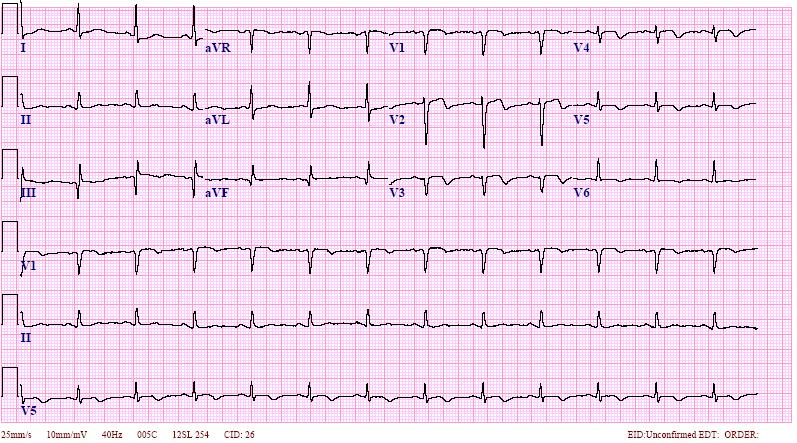 I aVR V1 V4
II aVL V2 V5
III aVF V3 V6
V1
II
V5
25mm/s 10mm/mV 40Hz 005C 12SL 254 CID: 26 EID:Unconfirmed EDT: ORDER: